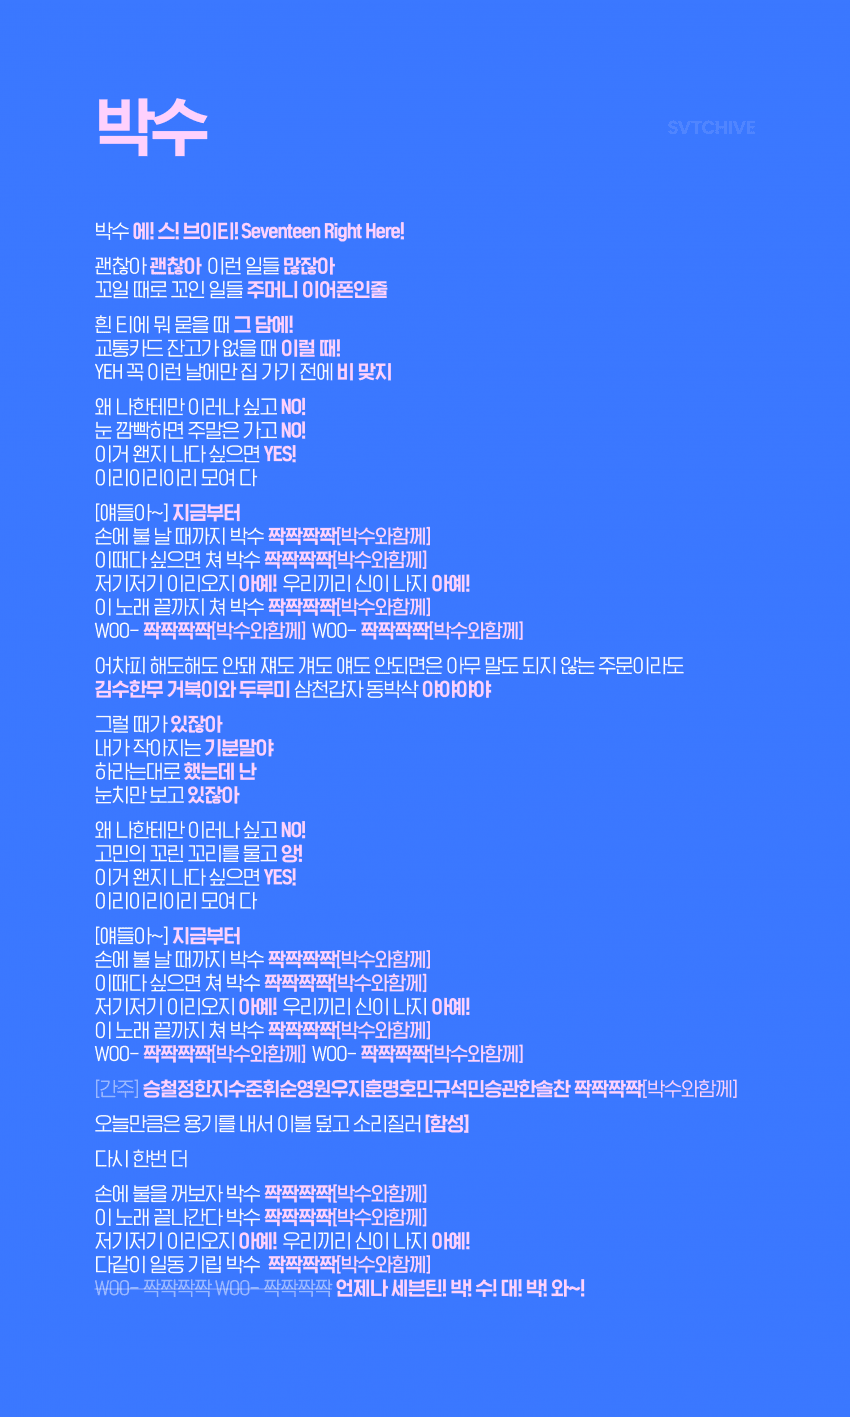 박수
SVTCHIVE
박수 에! 스! 브이티! Seventeen Right Here!
괜찮아 괜찮아 이런 일들 많잖아
꼬일 때로 꼬인 일들 주머니 이어폰인줄
흰 티에 뭐 묻을 때 그 담에!
교통카드 잔고가 없을 때 이럴 때!
YEH 꼭 이런 날에만 집 가기 전에 비 맞지
왜 나한테만 이러나 싶고 NO!
눈 깜빡하면 주말은 가고 NO!
이거 왠지 나다 싶으면 YES!
이리이리이리 모여 다
[얘들아~] 지금부터
손에 불 날 때까지 박수 짝짝짝짝[박수와함께]
이때다 싶으면 쳐 박수 짝짝짝짝[박수와함께]
저기저기 이리오지 아예! 우리끼리 신이 나지 아예!
이 노래 끝까지 쳐 박수 짝짝짝짝[박수와함께]
WOO- 짝짝짝짝[박수와함께] WOO- 짝짝짝짝[박수와함께]
어차피 해도해도 안돼 쟤도 걔도 얘도 안되면은 아무 말도 되지 않는 주문이라도
김수한무 거북이와 두루미 삼천갑자 동박삭 야야야야
그럴 때가 있잖아
내가 작아지는 기분말야
하라는대로 했는데 난
눈치만 보고 있잖아
왜 나한테만 이러나 싶고 NO!
고민의 꼬린 꼬리를 물고 앙!
이거 왠지 나다 싶으면 YES!
이리이리이리 모여 다
[얘들아~] 지금부터
손에 불 날 때까지 박수 짝짝짝짝[박수와함께]
이때다 싶으면 쳐 박수 짝짝짝짝[박수와함께]
저기저기 이리오지 아예! 우리끼리 신이 나지 아예!
이 노래 끝까지 쳐 박수 짝짝짝짝[박수와함께]
WOO- 짝짝짝짝[박수와함께] WOO- 짝짝짝짝[박수와함께]
[간주] 승철정한지수준휘순영원우지훈명호민규석민승관한솔찬 짝짝짝짝[박수와함께]
오늘만큼은 용기를 내서 이불 덮고 소리질러 [함성]
다시 한번 더
손에 불을 꺼보자 박수 짝짝짝짝[박수와함께]
이 노래 끝나간다 박수 짝짝짝짝[박수와함께]
저기저기 이리오지 아예! 우리끼리 신이 나지 아예!
다같이 일동 기립 박수 짝짝짝짝[박수와함께]
WOO- 짝짝짝짝 WOO- 짝짝짝짝 언제나 세븐틴! 박! 수! 대! 박! 와~!